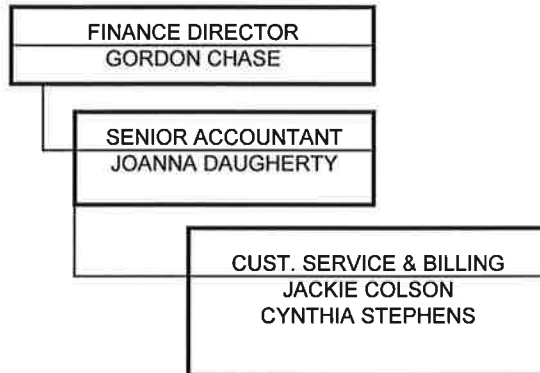 FINANCE DIRECTOR
GORDON CHASE
SENIOR ACCOUNTANT
JOANNA DAUGHERTY
CUST. SERVICE & BILLING
JACKIE COLSON
CYNTHIA STEPHENS